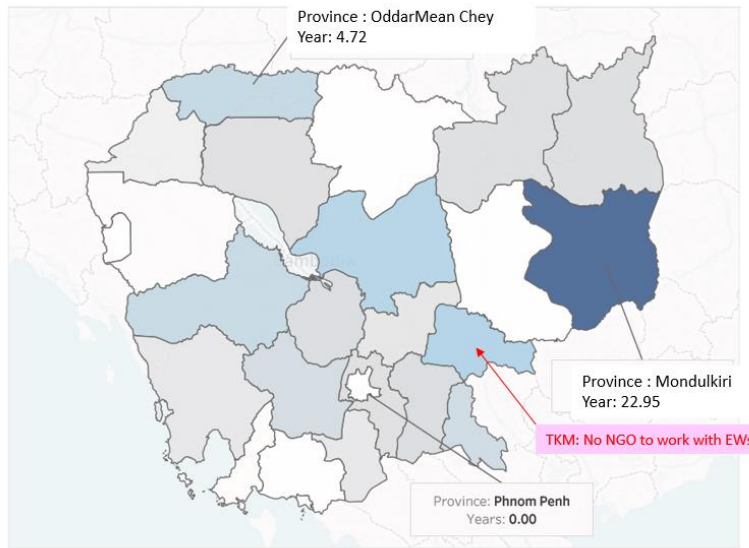 Province : OddarMean Chey
Year: 4.72
Province : Mondulkiri
Year: 22.95
TKM: No NGO to work with EWs
Province: Phnom Penh
Years: 0.00